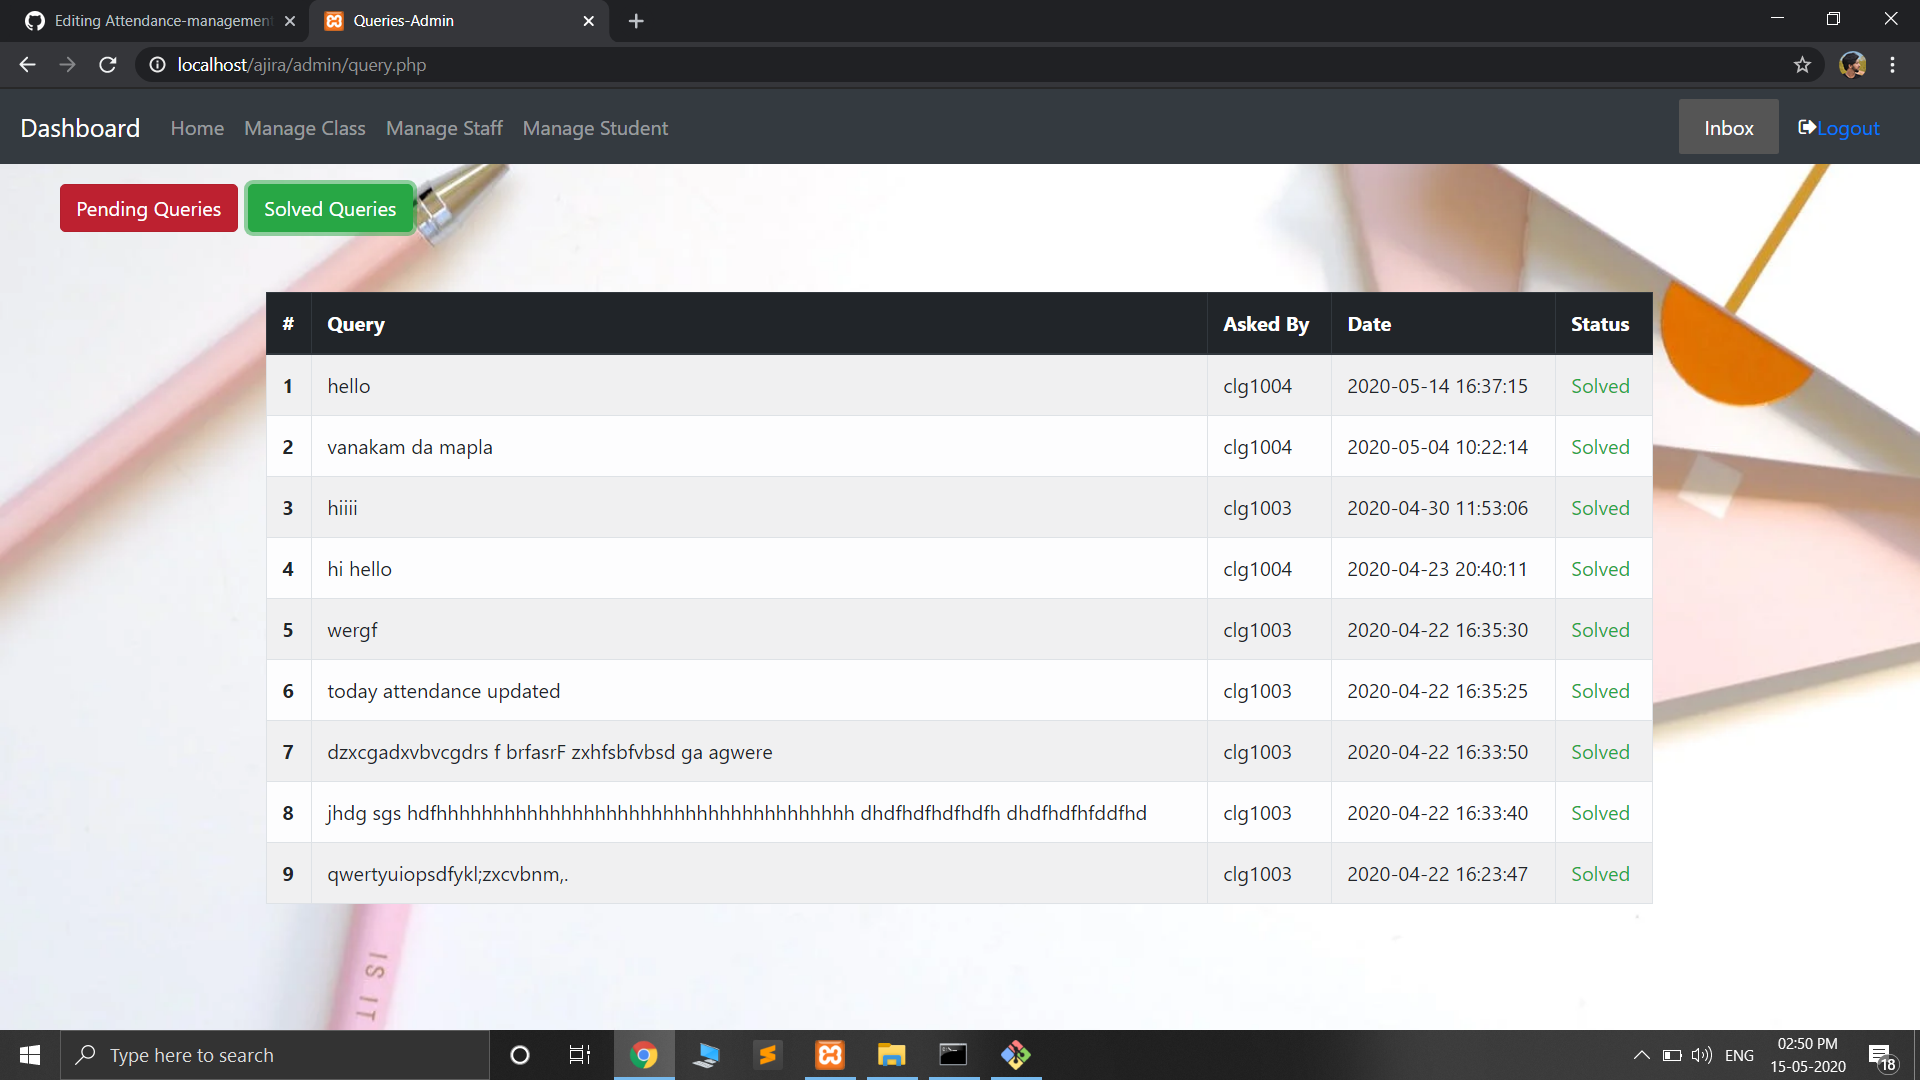 Editing Attendance-management
Queries-Admin
localhost/ajira/admin/query.php
Dashboard Home Manage Class Manage Staff Manage Student Inbox Logout
Pending Queries Solved Queries
# Query Asked By Date Status
1 hello clg1004 2020-05-14 16:37:15 Solved
2 vanakam da mapla clg1004 2020-05-04 10:22:14 Solved
3 hiiii clg1003 2020-04-30 11:53:06 Solved
4 hi hello clg1004 2020-04-23 20:40:11 Solved
5 wergf clg1003 2020-04-22 16:35:30 Solved
6 today attendance updated clg1003 2020-04-22 16:35:25 Solved
7 dzxcgadxvbvcgdrs f brfasrF zxhfsbfvbsd ga agwere clg1003 2020-04-22 16:33:50 Solved
8 jhdg sgs hdfhhhhhhhhhhhhhhhhhhhhhhhhhhhhhhhhhhhhh dhdfhdfhdfhdfh dhdfhdfhfddfhd clg1003 2020-04-22 16:33:40 Solved
9 qwertyuiopsdfykl;zxcvbnm,. clg1003 2020-04-22 16:23:47 Solved
IS IT
Type here to search
ENG
02:50 PM
15-05-2020
18